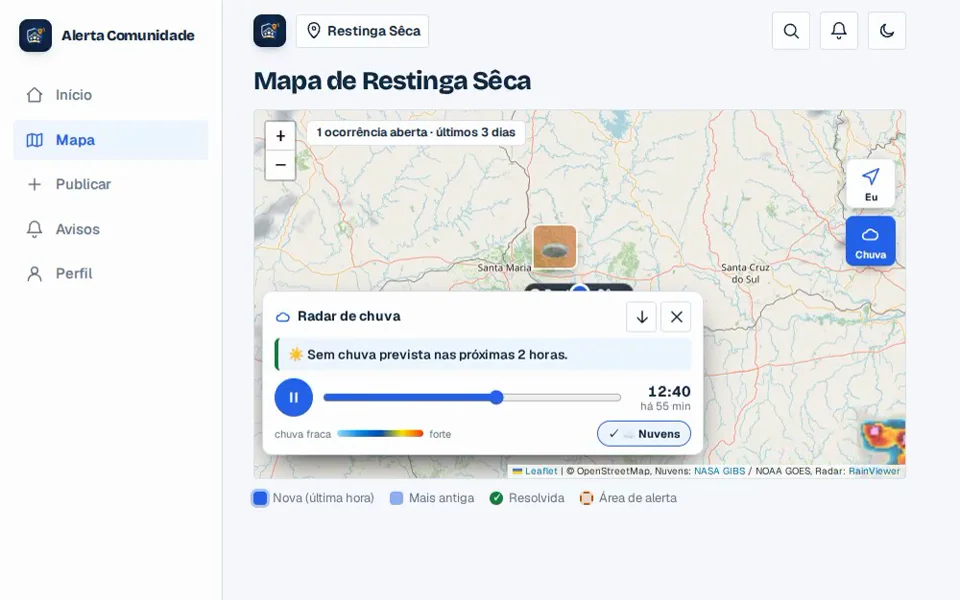 Alerta Comunidade
Restinga Sêca
Início
Mapa
Publicar
Avisos
Perfil
Mapa de Restinga Sêca
+
−
1 ocorrência aberta · últimos 3 dias
Eu
Chuva
Santa Maria
Santa Cruz
do Sul
Radar de chuva
Sem chuva prevista nas próximas 2 horas.
12:40
há 55 min
chuva fraca
forte
✓ Nuvens
Leaflet | © OpenStreetMap, Nuvens: NASA GIBS / NOAA GOES, Radar: RainViewer
Nova (última hora)
Mais antiga
Resolvida
Área de alerta